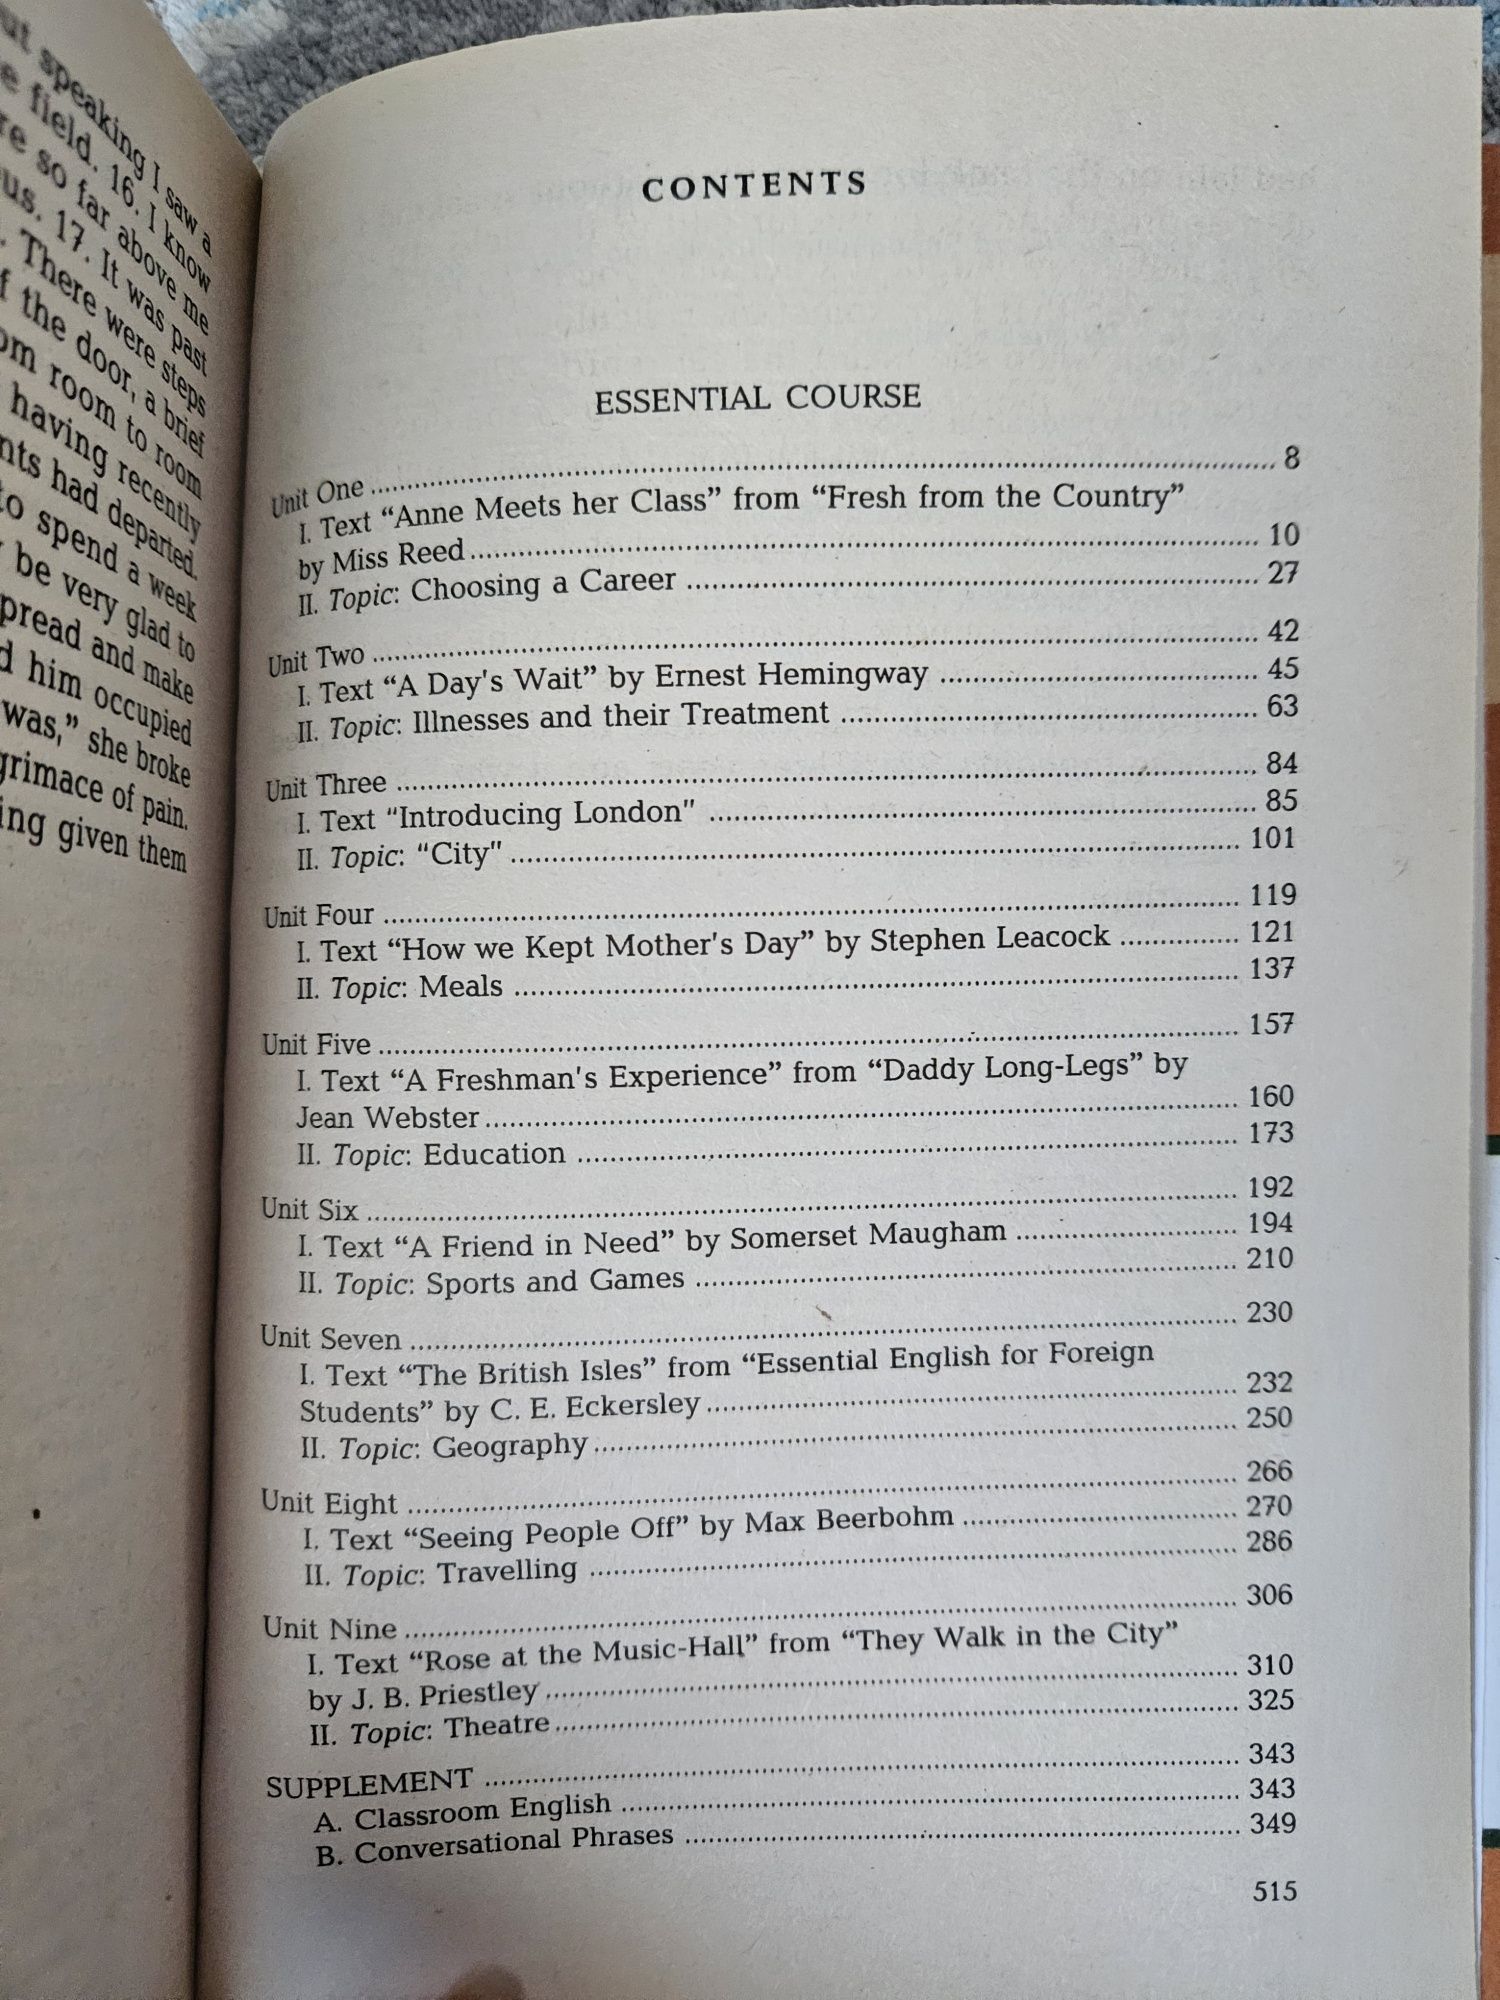 ut speaking I saw a
e field. 16. I know
re so far above me
us. 17. It was past
. There were steps
f the door, a brief
om room to room
having recently
nts had departed.
to spend a week
be very glad to
pread and make
d him occupied
was,” she broke
grimace of pain.
ing given them
CONTENTS
ESSENTIAL COURSE
Unit One ........ 8
I. Text “Anne Meets her Class” from “Fresh from the Country”
by Miss Reed ........ 10
II. Topic: Choosing a Career ........ 27
Unit Two ........ 42
I. Text “A Day's Wait” by Ernest Hemingway ........ 45
II. Topic: Illnesses and their Treatment ........ 63
Unit Three ........ 84
I. Text "Introducing London" ........ 85
II. Topic: "City" ........ 101
Unit Four ........ 119
I. Text “How we Kept Mother's Day” by Stephen Leacock ........ 121
II. Topic: Meals ........ 137
Unit Five ........ 157
I. Text “A Freshman's Experience” from “Daddy Long-Legs” by
Jean Webster ........ 160
II. Topic: Education ........ 173
Unit Six ........ 192
I. Text “A Friend in Need” by Somerset Maugham ........ 194
II. Topic: Sports and Games ........ 210
Unit Seven ........ 230
I. Text “The British Isles” from “Essential English for Foreign
Students” by C. E. Eckersley ........ 232
II. Topic: Geography ........ 250
Unit Eight ........ 266
I. Text “Seeing People Off” by Max Beerbohm ........ 270
II. Topic: Travelling ........ 286
Unit Nine ........ 306
I. Text “Rose at the Music-Hall” from “They Walk in the City”
by J. B. Priestley ........ 310
II. Topic: Theatre ........ 325
SUPPLEMENT ........ 343
A. Classroom English ........ 343
B. Conversational Phrases ........ 349
515